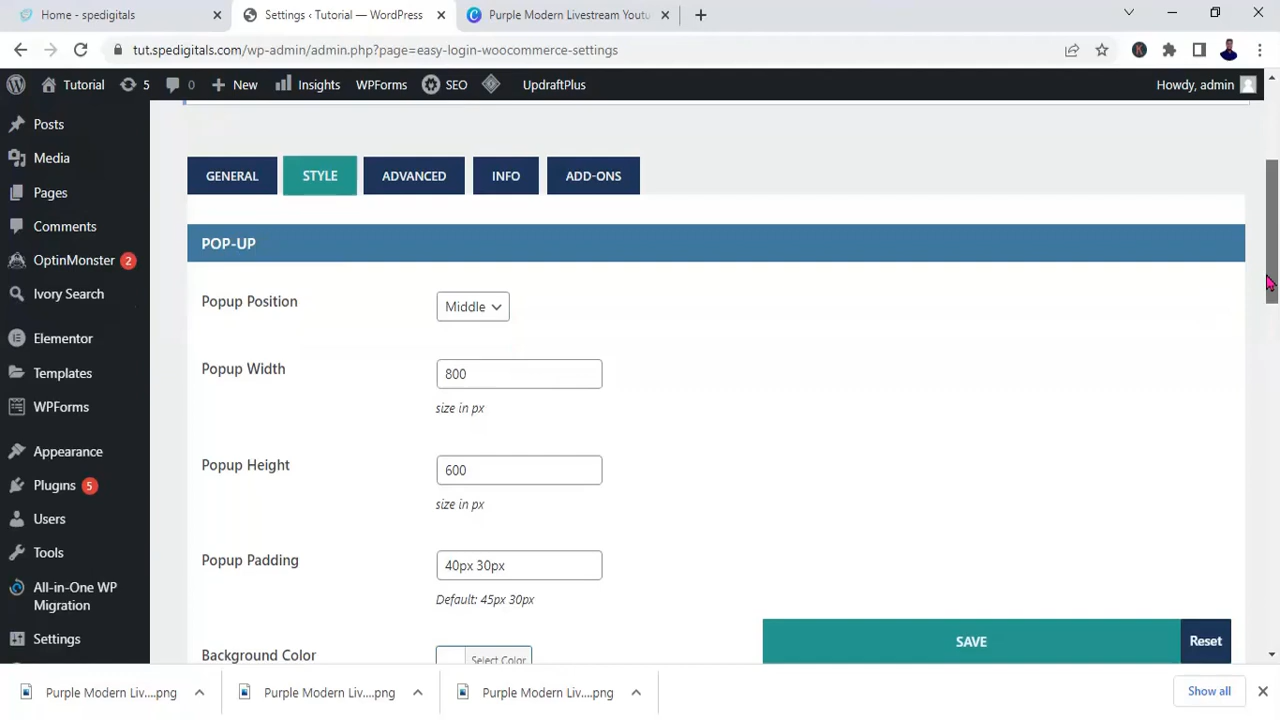 Home - spedigitals
Settings ‹ Tutorial — WordPress
Purple Modern Livestream Youtu
tut.spedigitals.com/wp-admin/admin.php?page=easy-login-woocommerce-settings
Tutorial
5
0
New
Insights
WPForms
SEO
UpdraftPlus
Howdy, admin
Posts
Media
Pages
Comments
OptinMonster 2
Ivory Search
Elementor
Templates
WPForms
Appearance
Plugins 5
Users
Tools
All-in-One WP
Migration
Settings
GENERAL
STYLE
ADVANCED
INFO
ADD-ONS
POP-UP
Popup Position
Middle
Popup Width
800
size in px
Popup Height
600
size in px
Popup Padding
40px 30px
Default: 45px 30px
Background Color
Select Color
SAVE
Reset
Purple Modern Liv....png
Purple Modern Liv....png
Purple Modern Liv....png
Show all